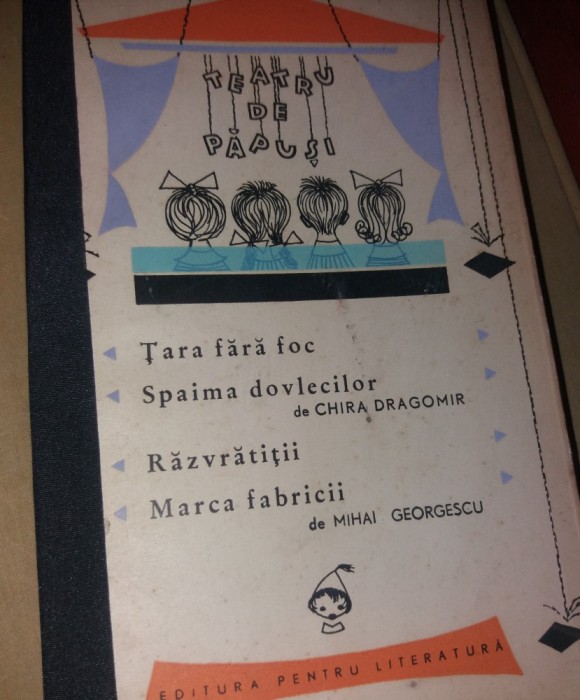 TEATRU
DE
PĂPUȘI
Țara fără foc
Spaima dovlecilor
de CHIRA DRAGOMIR
Răzvrătiții
Marca fabricii
de MIHAI GEORGESCU
EDITURA PENTRU LITERATURĂ